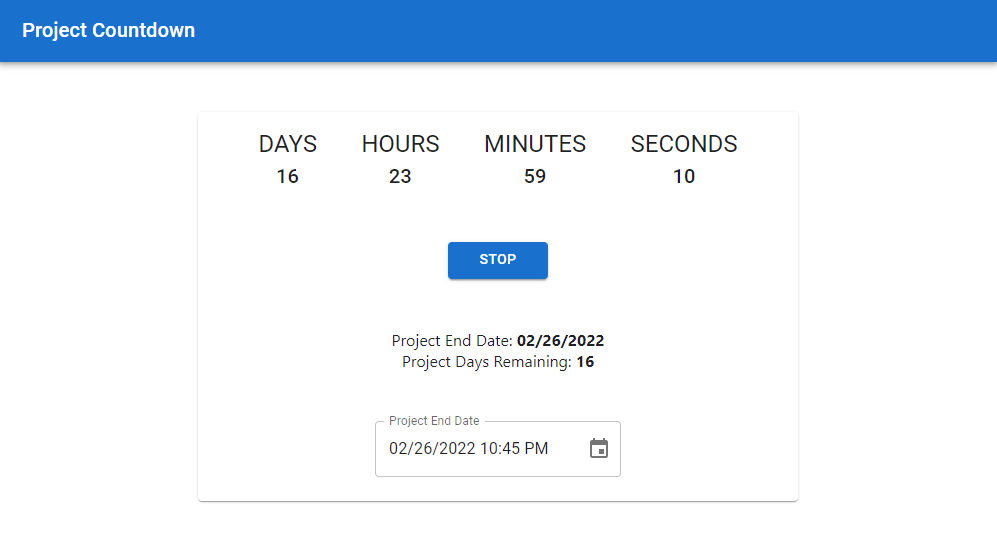 Project Countdown
DAYS HOURS MINUTES SECONDS
16 23 59 10
STOP
Project End Date: 02/26/2022
Project Days Remaining: 16
Project End Date
02/26/2022 10:45 PM